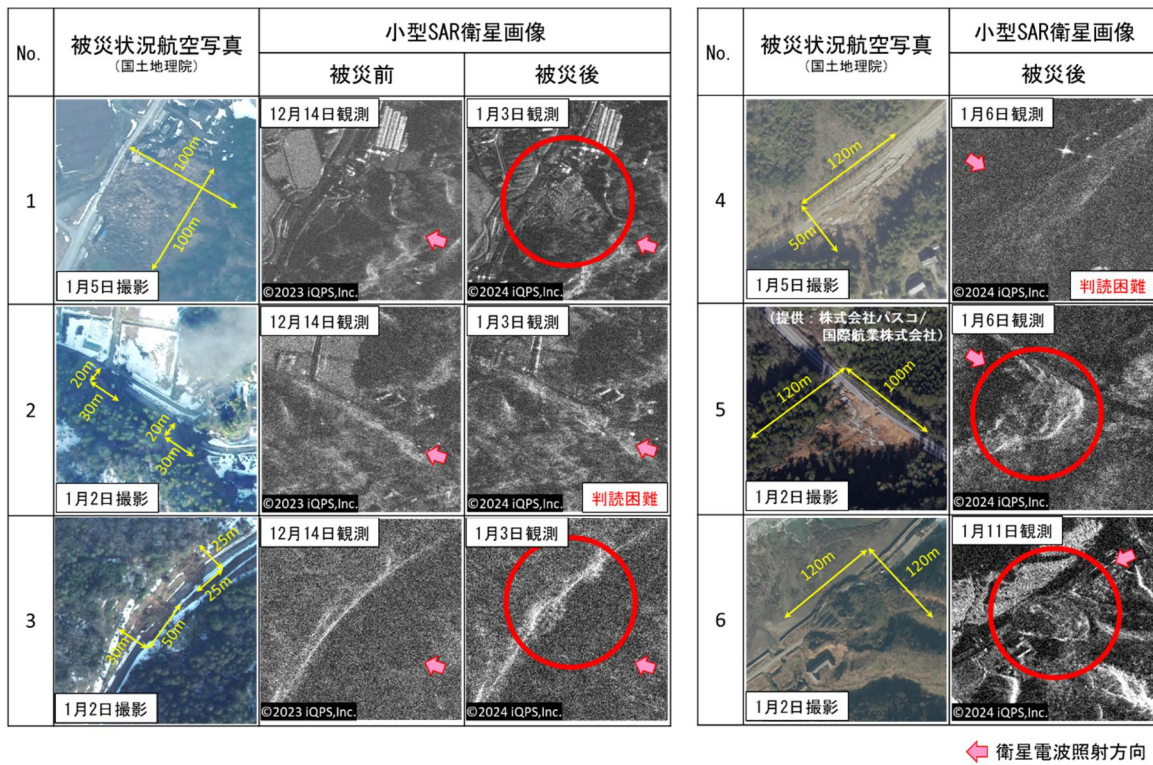 No.
被災状況航空写真
(国土地理院)
小型SAR衛星画像
被災前
被災後
1
100m
100m
1月5日撮影
12月14日観測
©2023 iQPS,Inc.
1月3日観測
©2024 iQPS,Inc.
2
20m
30m
20m
30m
1月2日撮影
12月14日観測
©2023 iQPS,Inc.
1月3日観測
判読困難
©2024 iQPS,Inc.
3
25m
25m
50m
30m
1月2日撮影
12月14日観測
©2023 iQPS,Inc.
1月3日観測
©2024 iQPS,Inc.
No.
被災状況航空写真
(国土地理院)
小型SAR衛星画像
被災後
4
120m
50m
1月5日撮影
1月6日観測
判読困難
©2024 iQPS,Inc.
5
(提供:株式会社パスコ/
国際航業株式会社)
120m
100m
1月2日撮影
1月6日観測
©2024 iQPS,Inc.
6
120m
120m
1月2日撮影
1月11日観測
©2024 iQPS,Inc.
衛星電波照射方向